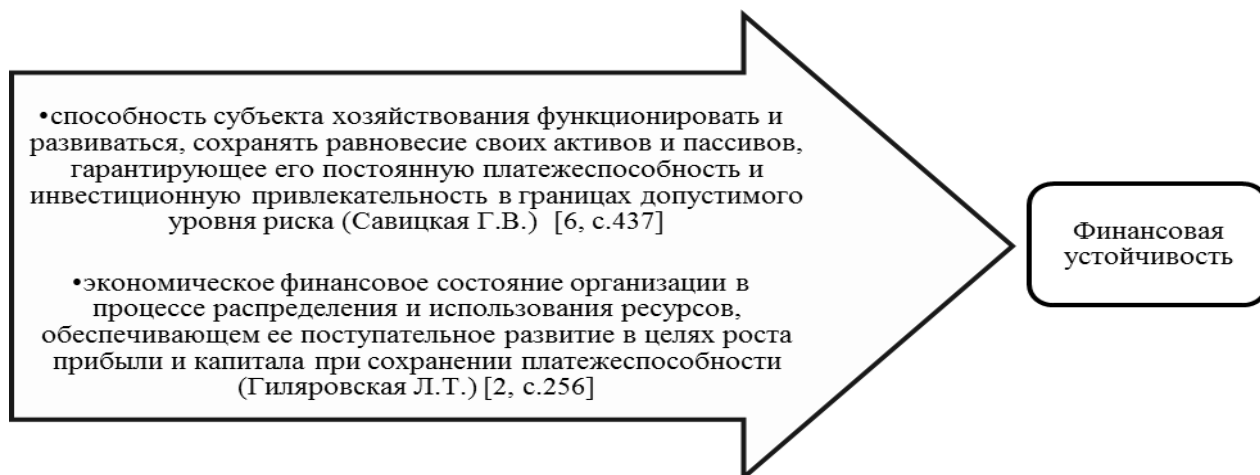 •способность субъекта хозяйствования функционировать и
развиваться, сохранять равновесие своих активов и пассивов,
гарантирующее его постоянную платежеспособность и
инвестиционную привлекательность в границах допустимого
уровня риска (Савицкая Г.В.) [6, с.437]
•экономическое финансовое состояние организации в
процессе распределения и использования ресурсов,
обеспечивающем ее поступательное развитие в целях роста
прибыли и капитала при сохранении платежеспособности
(Гиляровская Л.Т.) [2, с.256]
Финансовая
устойчивость